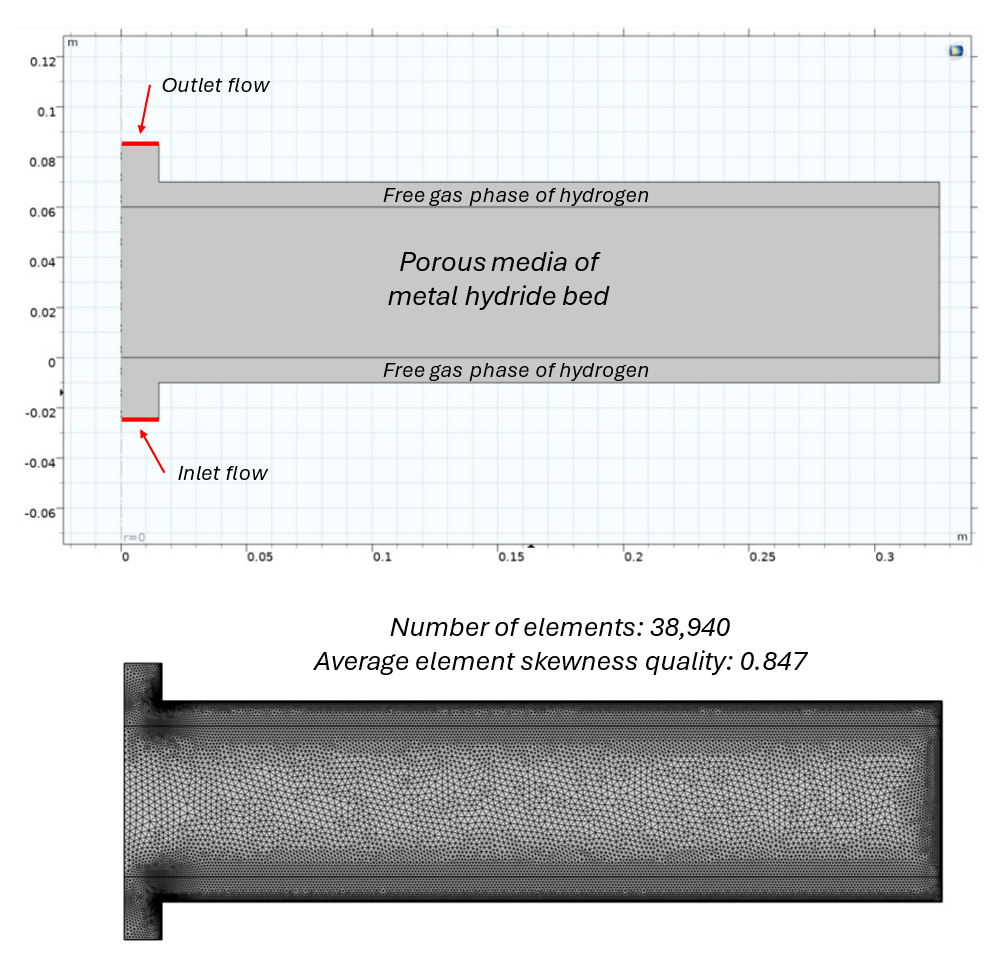 m
0.12
Outlet flow
0.1
0.08
Free gas phase of hydrogen
0.06
Porous media of
metal hydride bed
0.04
0.02
0
Free gas phase of hydrogen
-0.02
Inlet flow
-0.04
-0.06
r=0
m
0 0.05 0.1 0.15 0.2 0.25 0.3
Number of elements: 38,940
Average element skewness quality: 0.847